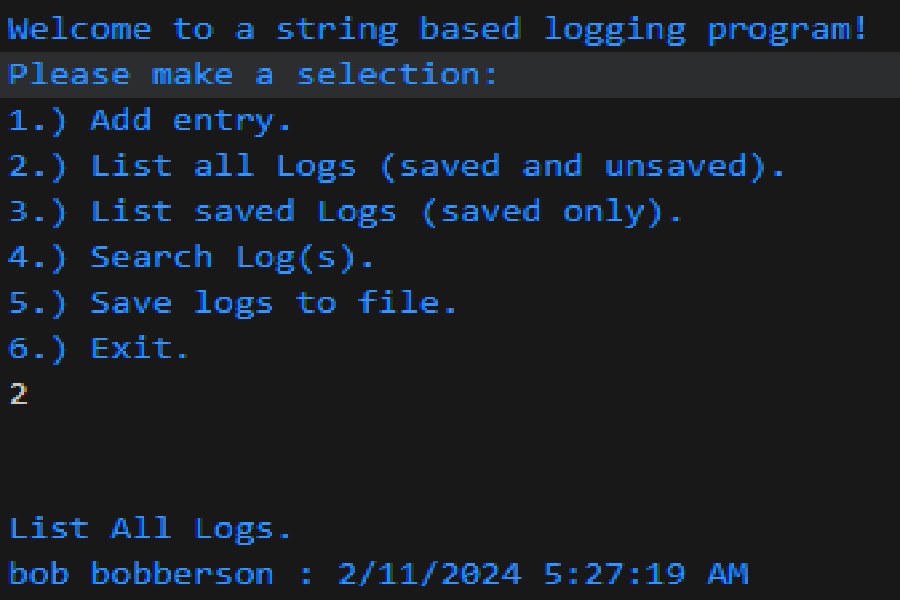 Welcome to a string based logging program!
Please make a selection:
1.) Add entry.
2.) List all Logs (saved and unsaved).
3.) List saved Logs (saved only).
4.) Search Log(s).
5.) Save logs to file.
6.) Exit.
2
List All Logs.
bob bobberson : 2/11/2024 5:27:19 AM